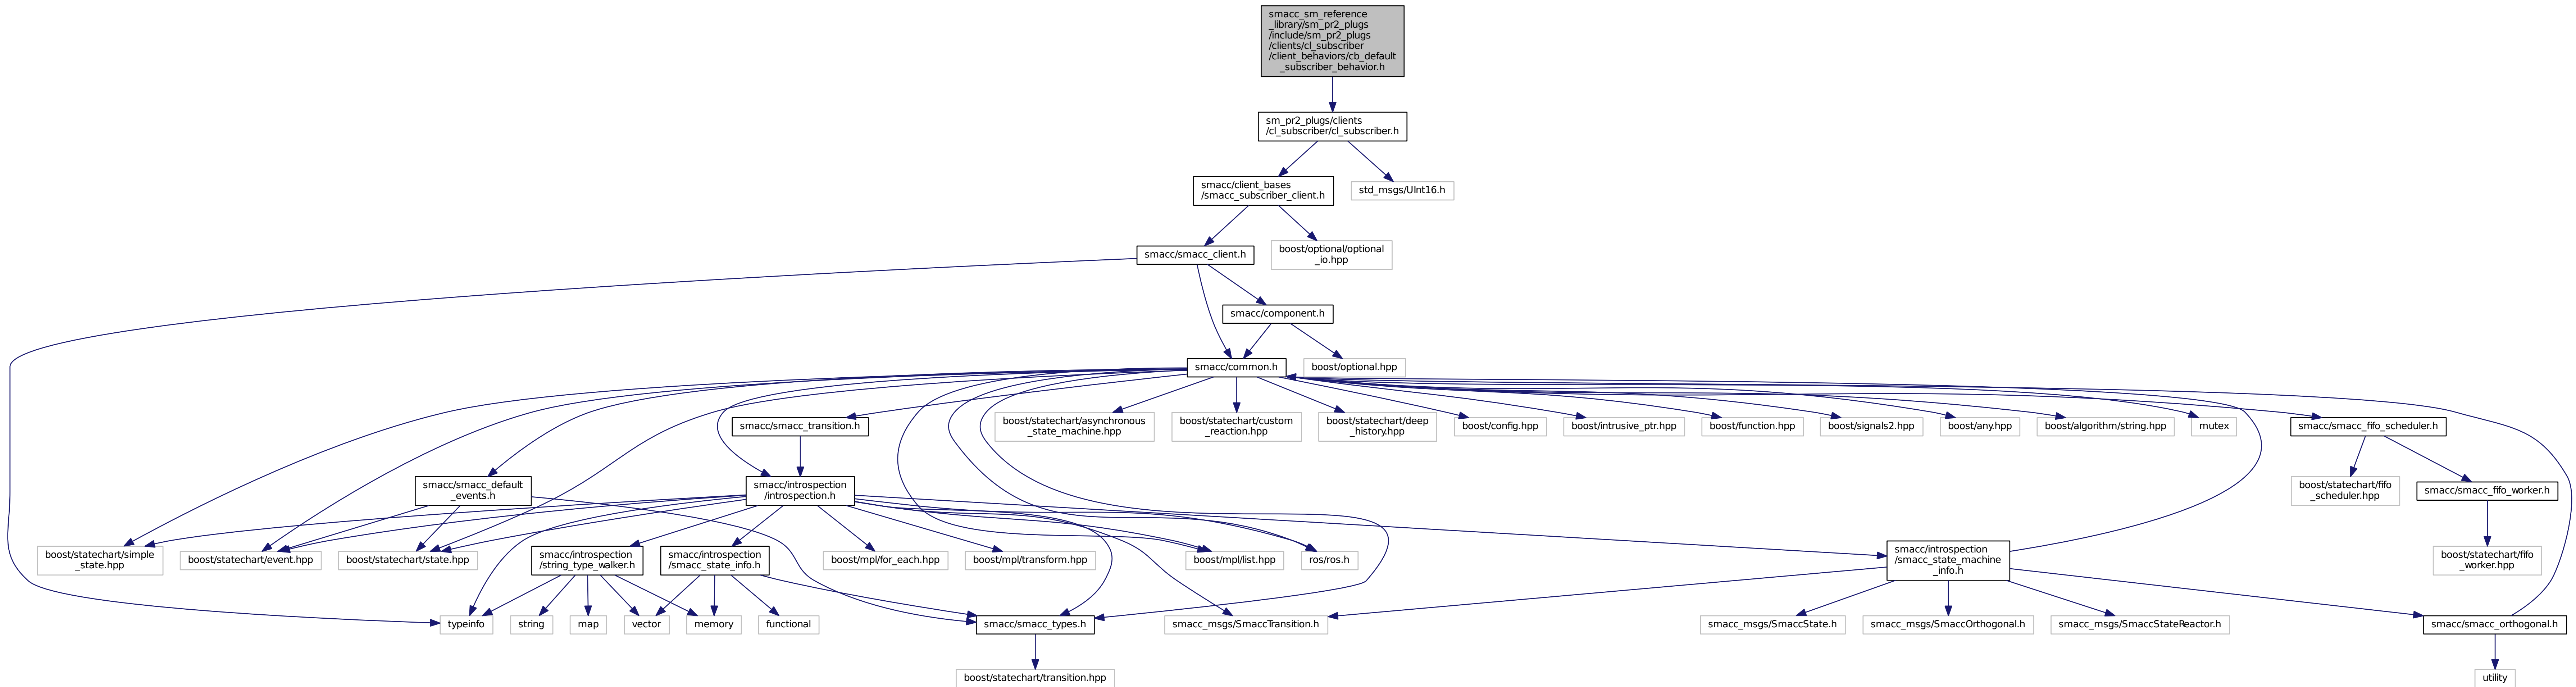 smacc_sm_reference
_library/sm_pr2_plugs
/include/sm_pr2_plugs
/clients/cl_subscriber
/client_behaviors/cb_default
_subscriber_behavior.h
sm_pr2_plugs/clients
/cl_subscriber/cl_subscriber.h
smacc/client_bases
/smacc_subscriber_client.h
std_msgs/UInt16.h
smacc/smacc_client.h
boost/optional/optional
_io.hpp
smacc/component.h
smacc/common.h
boost/optional.hpp
smacc/smacc_transition.h
boost/statechart/asynchronous
_state_machine.hpp
boost/statechart/custom
_reaction.hpp
boost/statechart/deep
_history.hpp
boost/config.hpp
boost/intrusive_ptr.hpp
boost/function.hpp
boost/signals2.hpp
boost/any.hpp
boost/algorithm/string.hpp
mutex
smacc/smacc_fifo_scheduler.h
smacc/smacc_default
_events.h
smacc/introspection
/introspection.h
boost/statechart/fifo
_scheduler.hpp
smacc/smacc_fifo_worker.h
boost/statechart/simple
_state.hpp
boost/statechart/event.hpp
boost/statechart/state.hpp
smacc/introspection
/string_type_walker.h
smacc/introspection
/smacc_state_info.h
boost/mpl/for_each.hpp
boost/mpl/transform.hpp
boost/mpl/list.hpp
ros/ros.h
smacc/introspection
/smacc_state_machine
_info.h
boost/statechart/fifo
_worker.hpp
typeinfo
string
map
vector
memory
functional
smacc/smacc_types.h
smacc_msgs/SmaccTransition.h
smacc_msgs/SmaccState.h
smacc_msgs/SmaccOrthogonal.h
smacc_msgs/SmaccStateReactor.h
smacc/smacc_orthogonal.h
boost/statechart/transition.hpp
utility